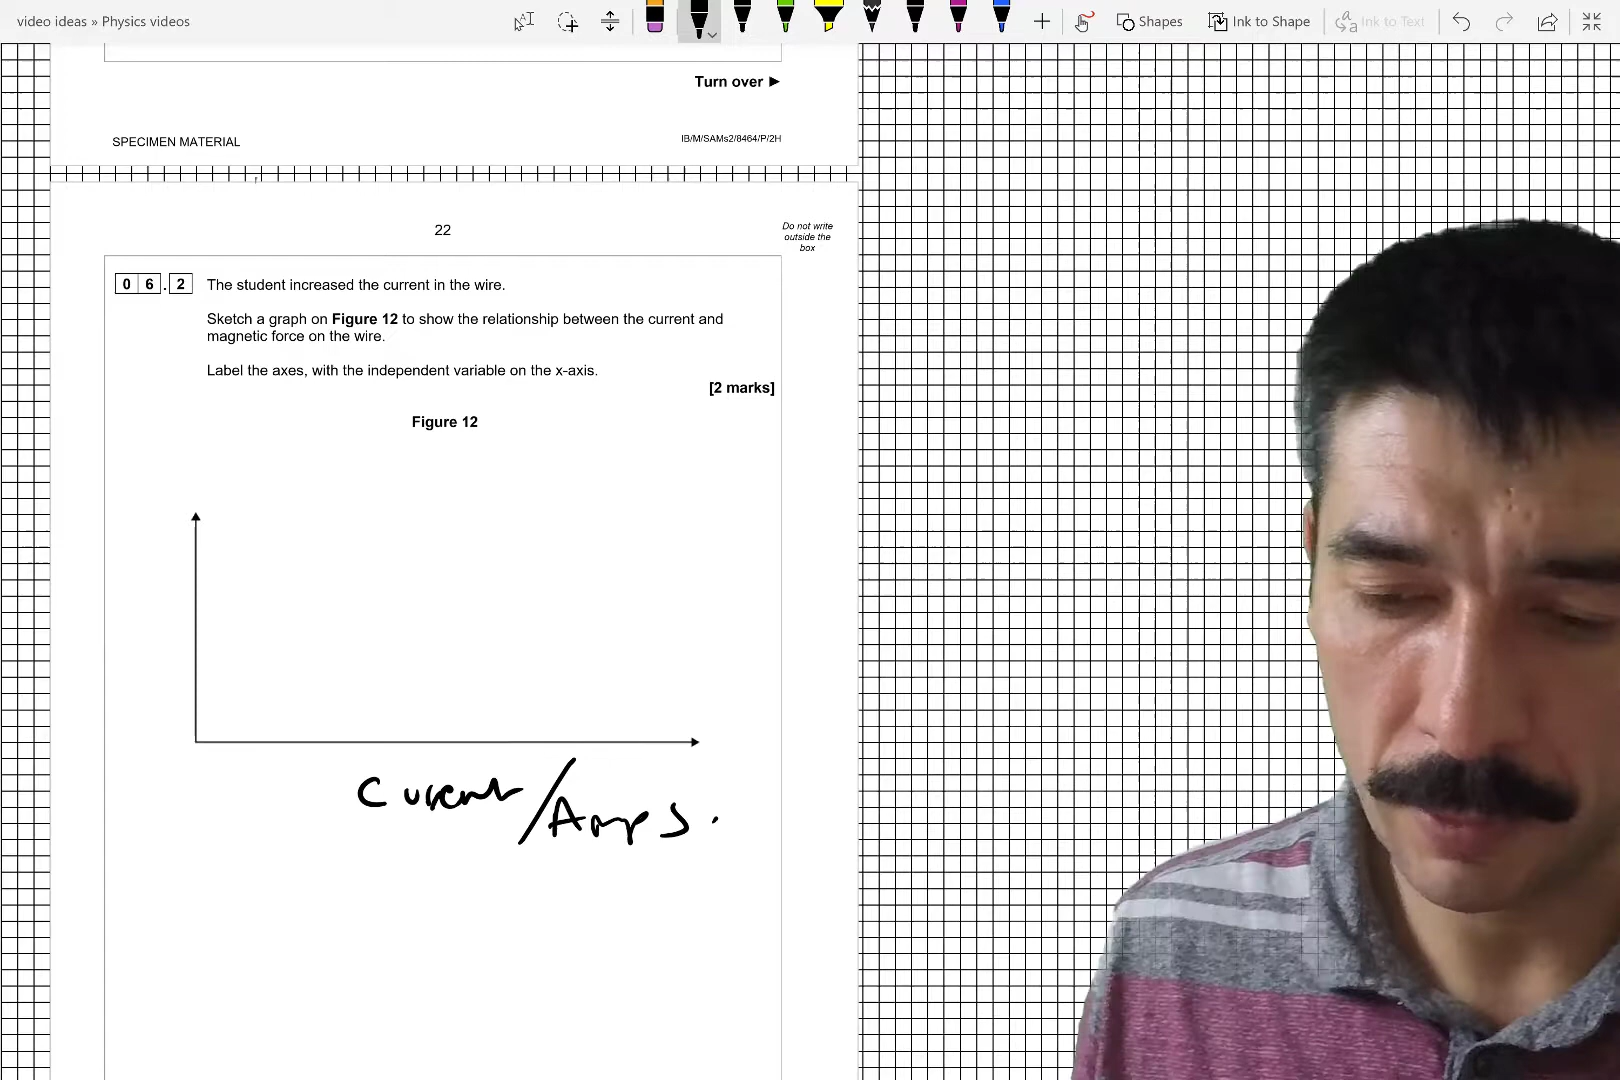 video ideas » Physics videos
Shapes
Ink to Shape
Ink to Text
Turn over ►
SPECIMEN MATERIAL
IB/M/SAMs2/8464/P/2H
22
Do not write
outside the
box
0 6 . 2 The student increased the current in the wire.
Sketch a graph on Figure 12 to show the relationship between the current and
magnetic force on the wire.
Label the axes, with the independent variable on the x-axis.
[2 marks]
Figure 12
Current / Amps.